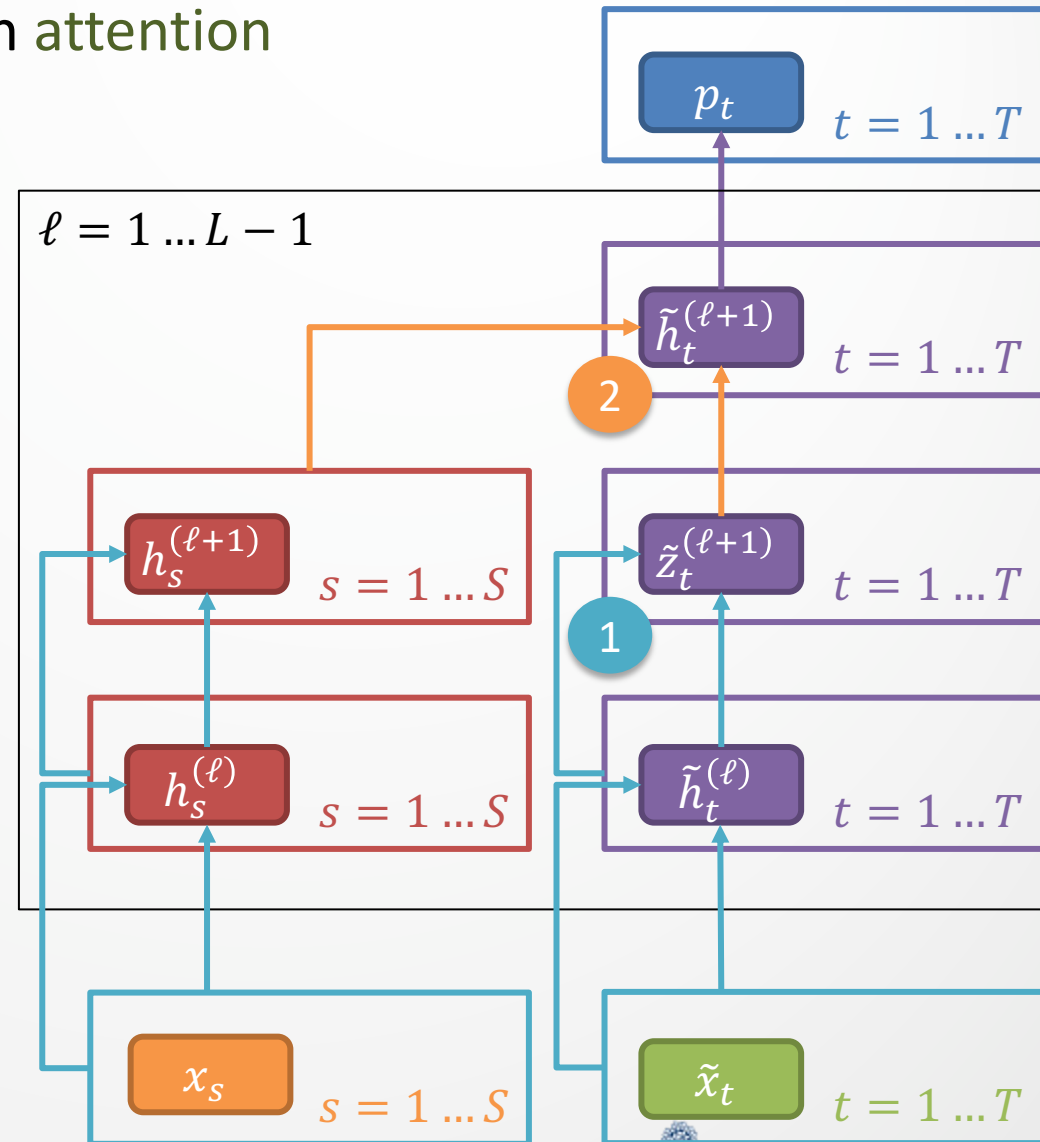 attention
p_t
t = 1 … T
ℓ = 1 … L − 1
h̃_t^(ℓ+1)
t = 1 … T
2
h_s^(ℓ+1)
s = 1 … S
z̃_t^(ℓ+1)
t = 1 … T
1
h_s^(ℓ)
s = 1 … S
h̃_t^(ℓ)
t = 1 … T
x_s
s = 1 … S
x̃_t
t = 1 … T